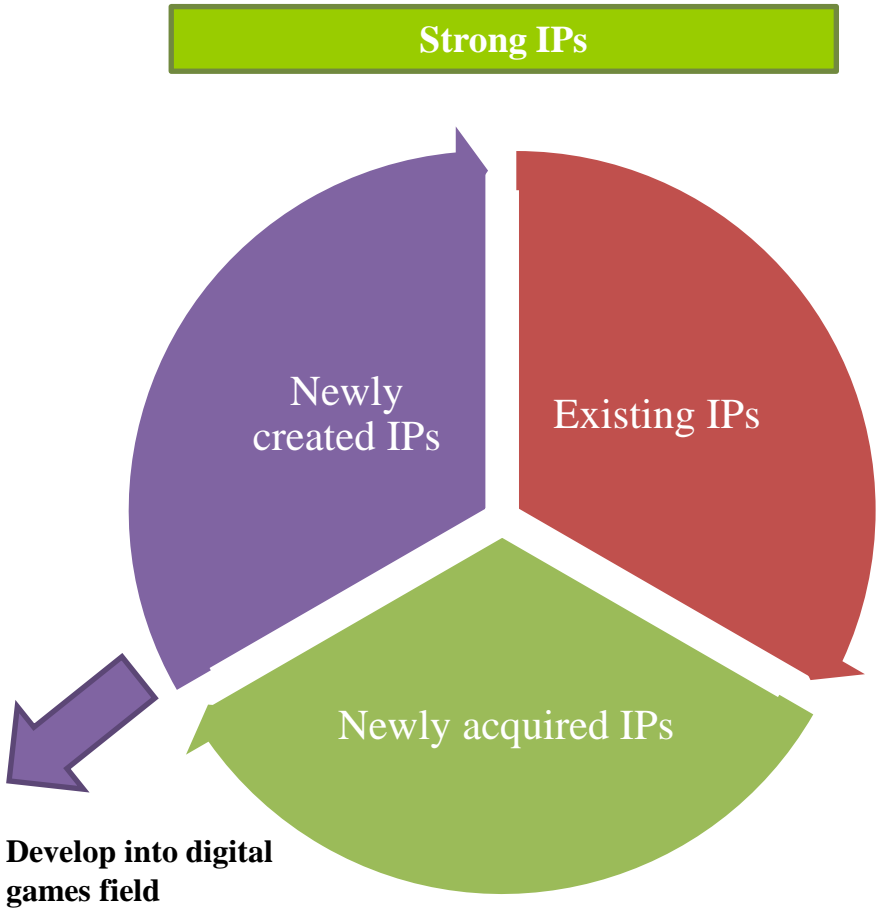 Strong IPs
Newly
created IPs
Existing IPs
Newly acquired IPs
Develop into digital
games field